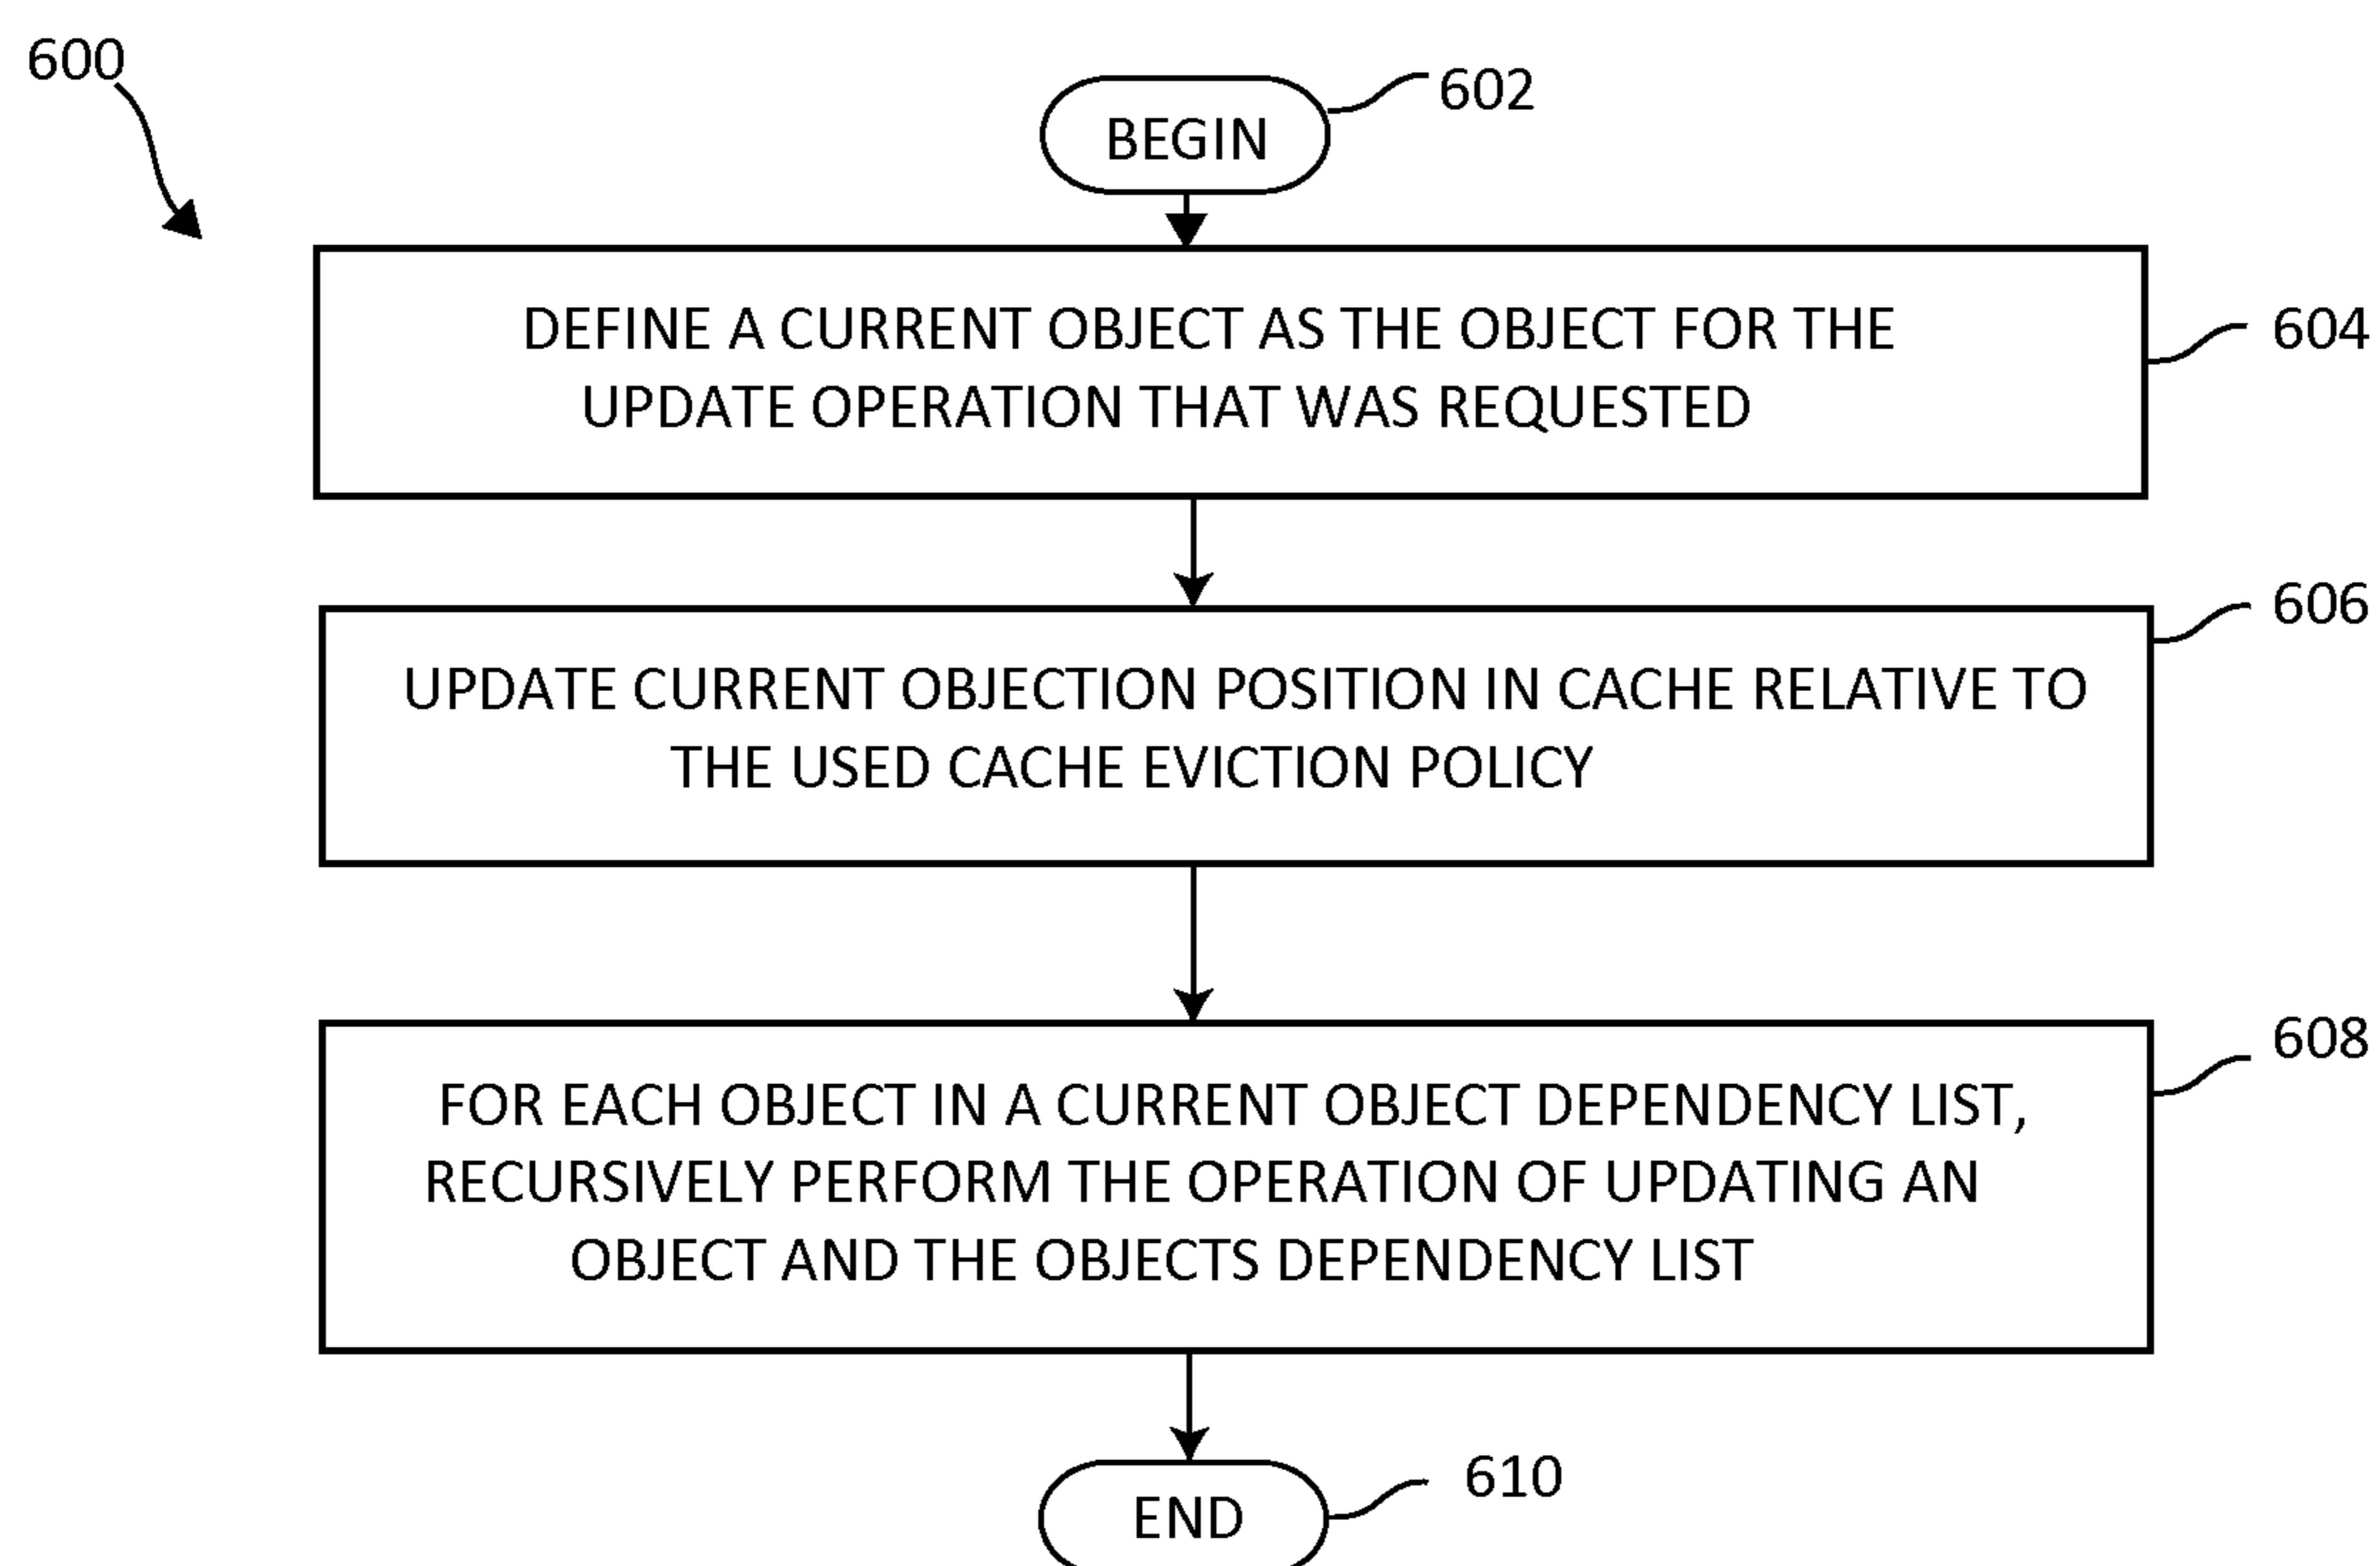 600
602
BEGIN
DEFINE A CURRENT OBJECT AS THE OBJECT FOR THE
UPDATE OPERATION THAT WAS REQUESTED
604
606
UPDATE CURRENT OBJECTION POSITION IN CACHE RELATIVE TO
THE USED CACHE EVICTION POLICY
608
FOR EACH OBJECT IN A CURRENT OBJECT DEPENDENCY LIST,
RECURSIVELY PERFORM THE OPERATION OF UPDATING AN
OBJECT AND THE OBJECTS DEPENDENCY LIST
610
END